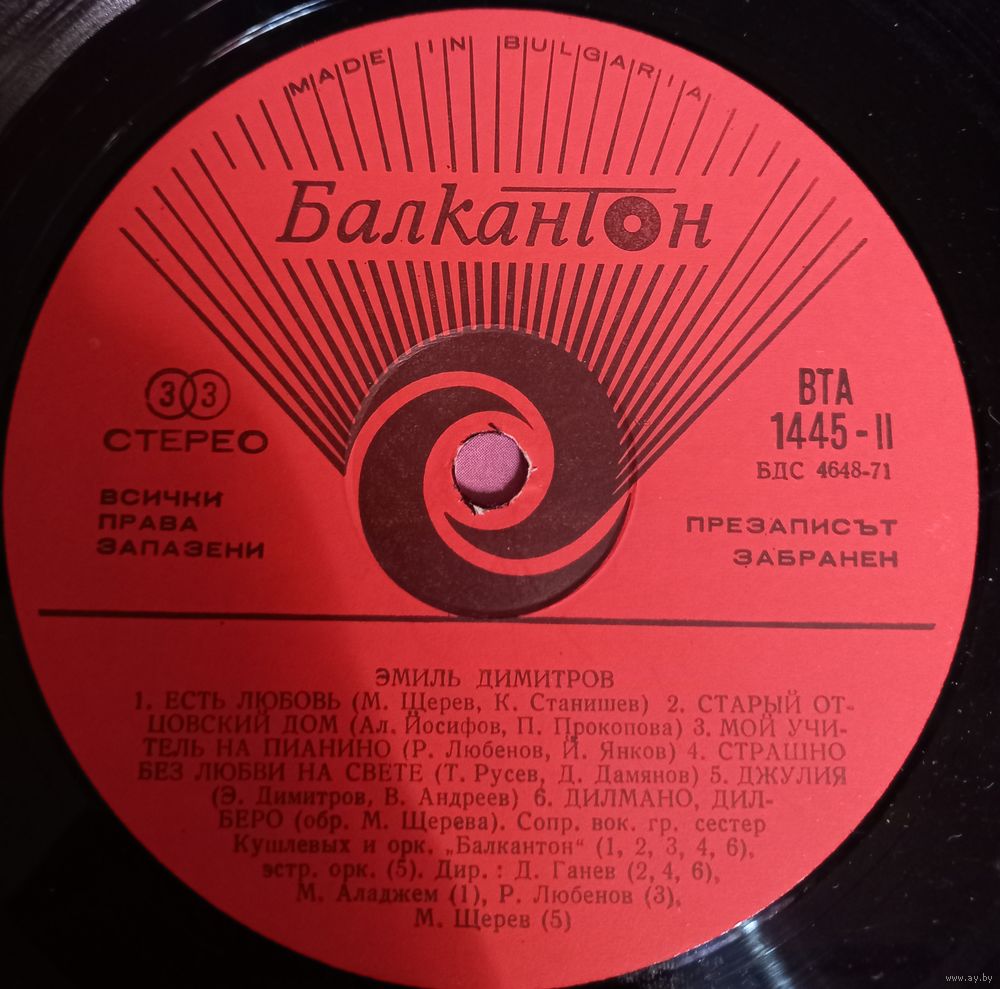 MADE IN BULGARIA
Балкантон
33
СТЕРЕО
ВСИЧКИ
ПРАВА
ЗАПАЗЕНИ
ВТА
1445-II
БДС 4648-71
ПРЕЗАПИСЪТ
ЗАБРАНЕН
ЭМИЛЬ ДИМИТРОВ
1. ЕСТЬ ЛЮБОВЬ (М. Щерев, К. Станишев) 2. СТАРЫЙ ОТ-
ЦОВСКИЙ ДОМ (Ал. Йосифов, П. Прокопова) 3. МОЙ УЧИ-
ТЕЛЬ НА ПИАНИНО (Р. Любенов, Й. Янков) 4. СТРАШНО
БЕЗ ЛЮБВИ НА СВЕТЕ (Т. Русев, Д. Дамянов) 5. ДЖУЛИЯ
(Э. Димитров, В. Андреев) 6. ДИЛМАНО, ДИЛ-
БЕРО (обр. М. Щерева). Сопр. вок. гр. сестер
Кушлевых и орк. „Балкантон“ (1, 2, 3, 4, 6),
эстр. орк. (5). Дир. : Д. Ганев (2, 4, 6),
М. Аладжем (1), Р. Любенов (3),
М. Щерев (5)
www.ay.by